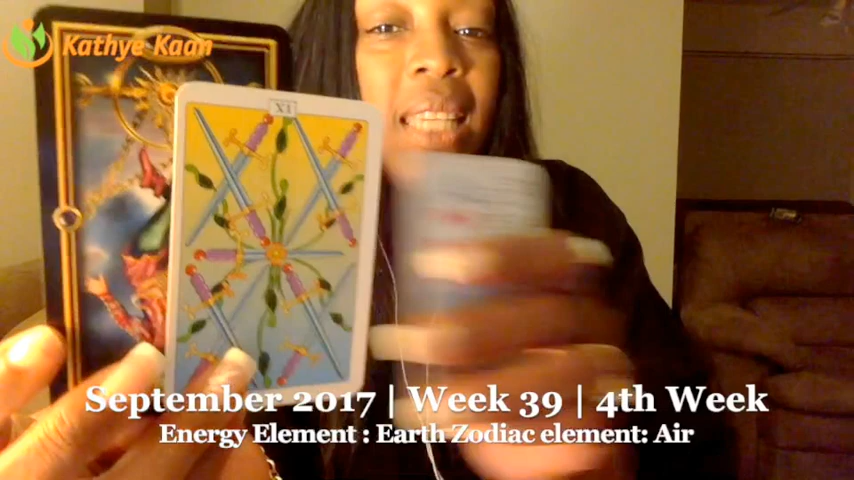 Kathye Kaan
XI
September 2017 | Week 39 | 4th Week
Energy Element : Earth Zodiac element: Air